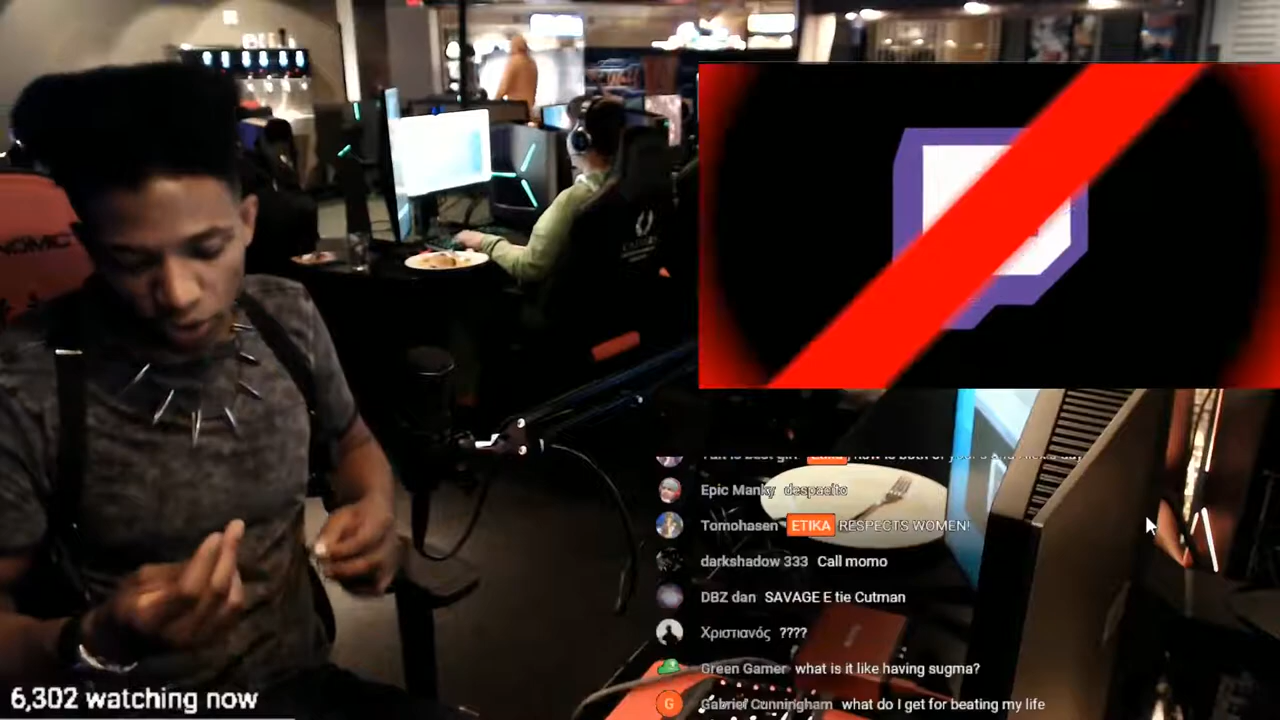 Epic Manky despacito
Tomohasen ETIKA RESPECTS WOMEN!
darkshadow 333 Call momo
DBZ dan SAVAGE E tie Cutman
Χριστιανός ????
Green Gamer what is it like having sugma?
G Gabriel Cunningham what do I get for beating my life
6,302 watching now